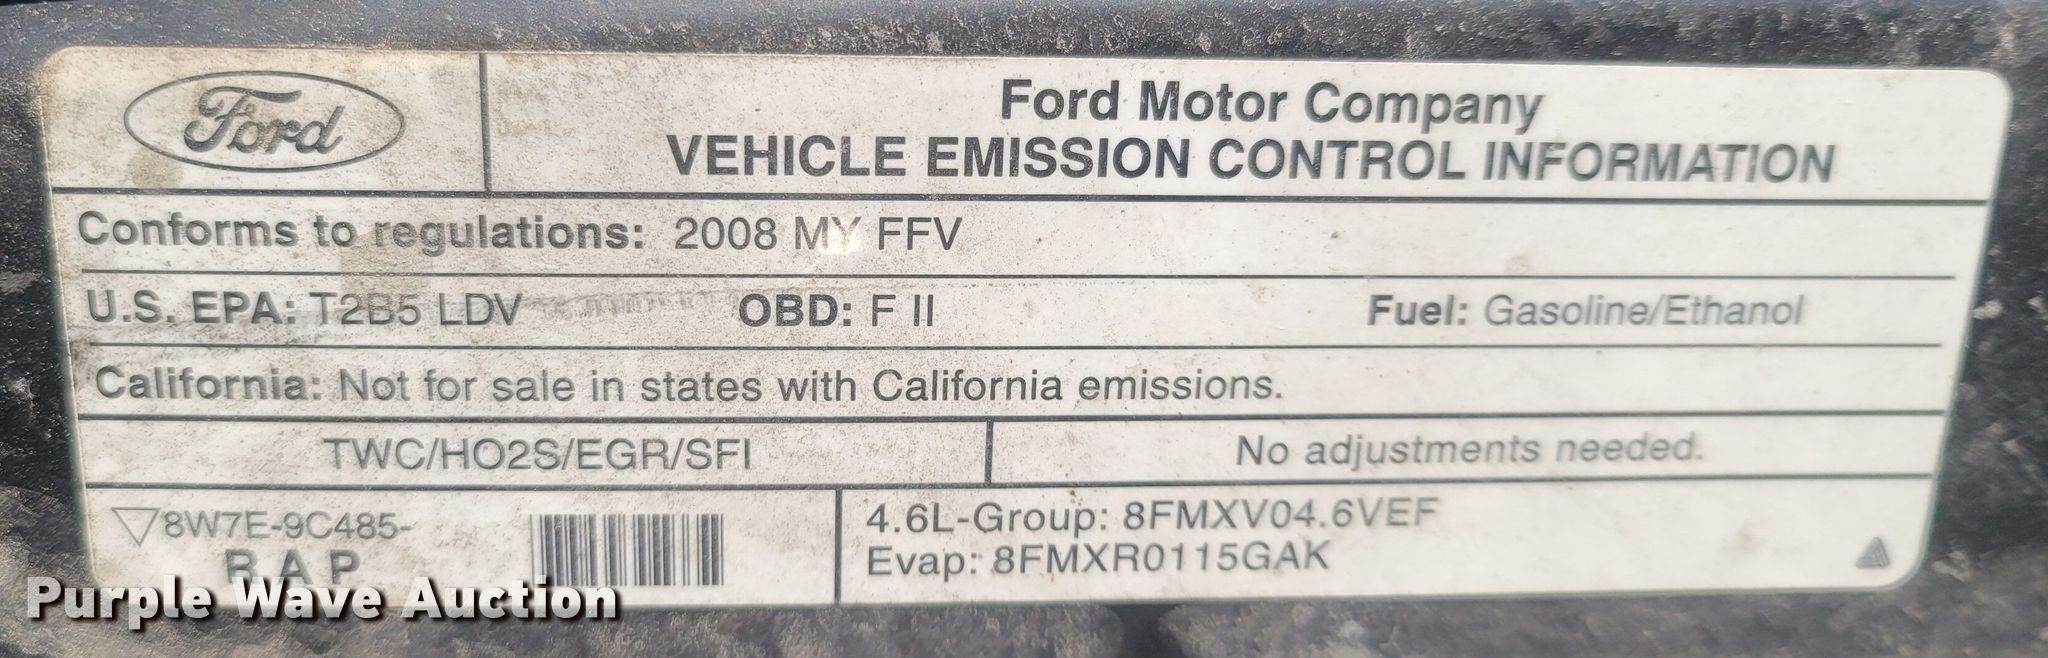 Ford
Ford Motor Company
VEHICLE EMISSION CONTROL INFORMATION
Conforms to regulations: 2008 MY FFV
U.S. EPA: T2B5 LDV OBD: F II Fuel: Gasoline/Ethanol
California: Not for sale in states with California emissions.
TWC/HO2S/EGR/SFI No adjustments needed.
8W7E-9C485-
B A P
4.6L-Group: 8FMXV04.6VEF
Evap: 8FMXR0115GAK
Purple Wave Auction